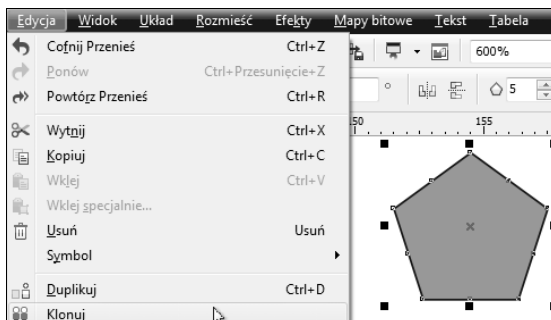 Edycja Widok Układ Rozmieść Efekty Mapy bitowe Tekst Tabela
Cofnij Przenieś Ctrl+Z
600%
Ponów Ctrl+Przesunięcie+Z
Powtórz Przenieś Ctrl+R
° 5
50 155
Wytnij Ctrl+X
Kopiuj Ctrl+C
Wklej Ctrl+V
Wklej specjalnie...
Usuń Usuń
Symbol
Duplikuj Ctrl+D
Klonuj